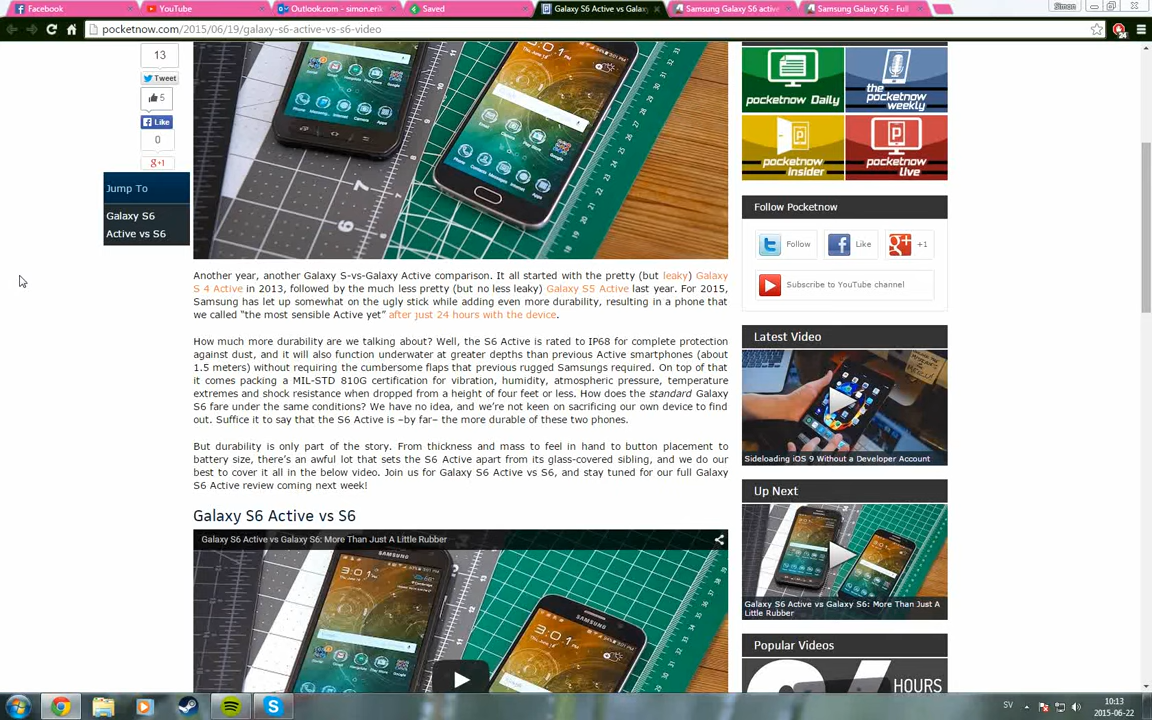 Facebook
YouTube
Outlook.com - simon.erik
Saved
Galaxy S6 Active vs Galax
Samsung Galaxy S6 active
Samsung Galaxy S6 - Full
Simon
pocketnow.com/2015/06/19/galaxy-s6-active-vs-s6-video
24
13
Tweet
5
Like
0
+1
Jump To
Galaxy S6
Active vs S6
Another year, another Galaxy S-vs-Galaxy Active comparison. It all started with the pretty (but leaky) Galaxy
S 4 Active in 2013, followed by the much less pretty (but no less leaky) Galaxy S5 Active last year. For 2015,
Samsung has let up somewhat on the ugly stick while adding even more durability, resulting in a phone that
we called “the most sensible Active yet” after just 24 hours with the device.
How much more durability are we talking about? Well, the S6 Active is rated to IP68 for complete protection
against dust, and it will also function underwater at greater depths than previous Active smartphones (about
1.5 meters) without requiring the cumbersome flaps that previous rugged Samsungs required. On top of that
it comes packing a MIL-STD 810G certification for vibration, humidity, atmospheric pressure, temperature
extremes and shock resistance when dropped from a height of four feet or less. How does the standard Galaxy
S6 fare under the same conditions? We have no idea, and we’re not keen on sacrificing our own device to find
out. Suffice it to say that the S6 Active is –by far– the more durable of these two phones.
But durability is only part of the story. From thickness and mass to feel in hand to button placement to
battery size, there’s an awful lot that sets the S6 Active apart from its glass-covered sibling, and we do our
best to cover it all in the below video. Join us for Galaxy S6 Active vs S6, and stay tuned for our full Galaxy
S6 Active review coming next week!
Galaxy S6 Active vs S6
Galaxy S6 Active vs Galaxy S6: More Than Just A Little Rubber
SAMSUNG
3:01
SAMSUNG
3:01
pocketnow Daily
the pocketnow weekly
pocketnow insider
pocketnow live
Follow Pocketnow
Follow
Like
+1
Subscribe to YouTube channel
Latest Video
Sideloading iOS 9 Without a Developer Account
Up Next
Galaxy S6 Active vs Galaxy S6: More Than Just A
Little Rubber
Popular Videos
HOURS
SV
10:13
2015-06-22